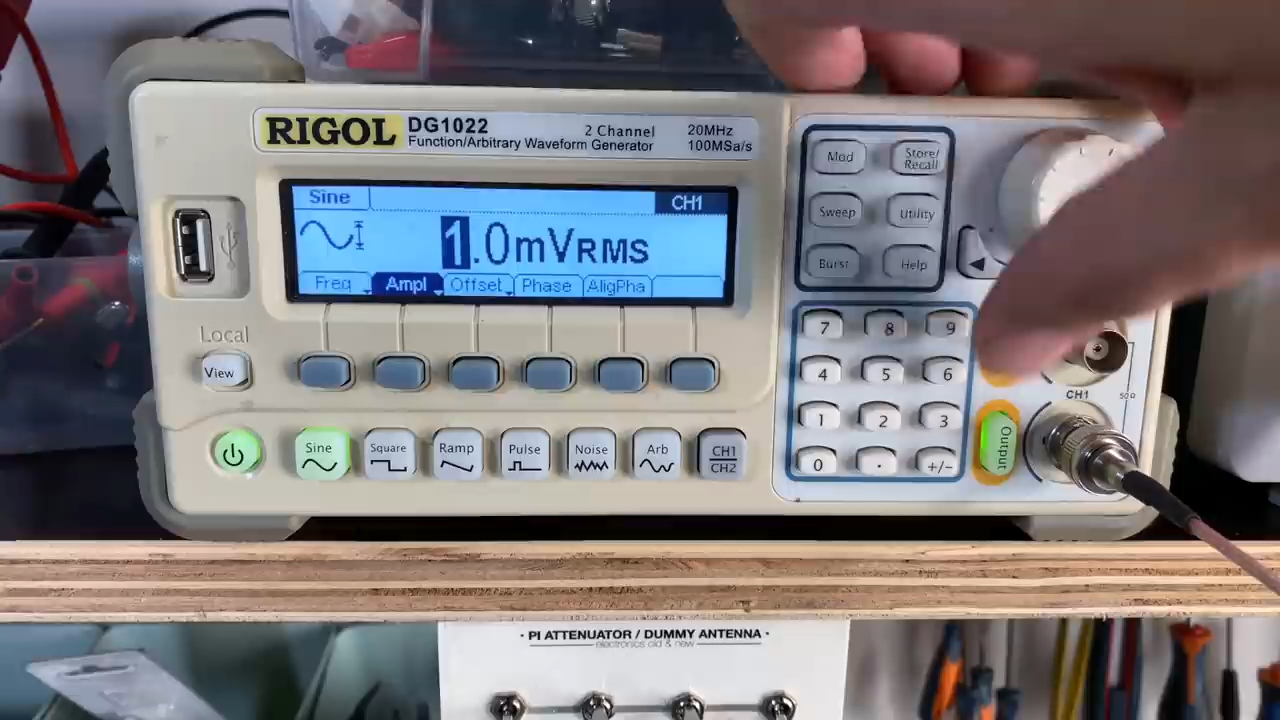 RIGOL DG1022 2 Channel 20MHz
Function/Arbitrary Waveform Generator 100MSa/s
Sine CH1
1.0mVRMS
Freq Ampl Offset Phase AligPha
Local
View
Sine Square Ramp Pulse Noise Arb CH1 CH2
Mod Store/ Recall
Sweep Utility
Burst Help
7 8 9
4 5 6
1 2 3
0 . +/-
Output
CH1
50Ω
· PI ATTENUATOR / DUMMY ANTENNA ·
electronics old & new